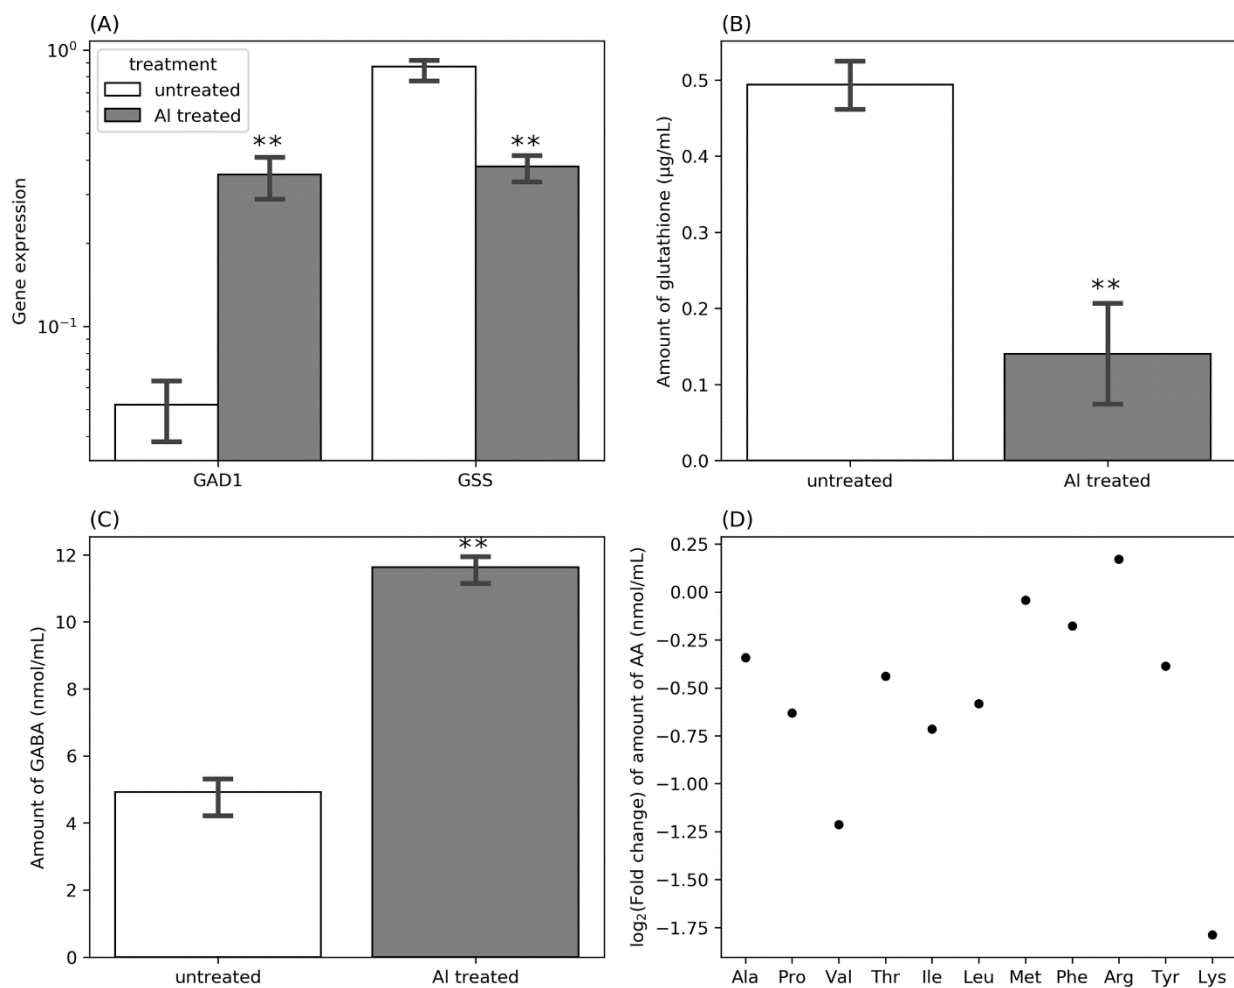 (A)
10⁰
10⁻¹
Gene expression
treatment
untreated
Al treated
**
**
GAD1
GSS
(B)
0.5
0.4
0.3
0.2
0.1
0.0
Amount of glutathione (µg/mL)
**
untreated
Al treated
(C)
12
10
8
6
4
2
0
Amount of GABA (nmol/mL)
**
untreated
Al treated
(D)
0.25
0.00
−0.25
−0.50
−0.75
−1.00
−1.25
−1.50
−1.75
log₂(Fold change) of amount of AA (nmol/mL)
Ala Pro Val Thr Ile Leu Met Phe Arg Tyr Lys